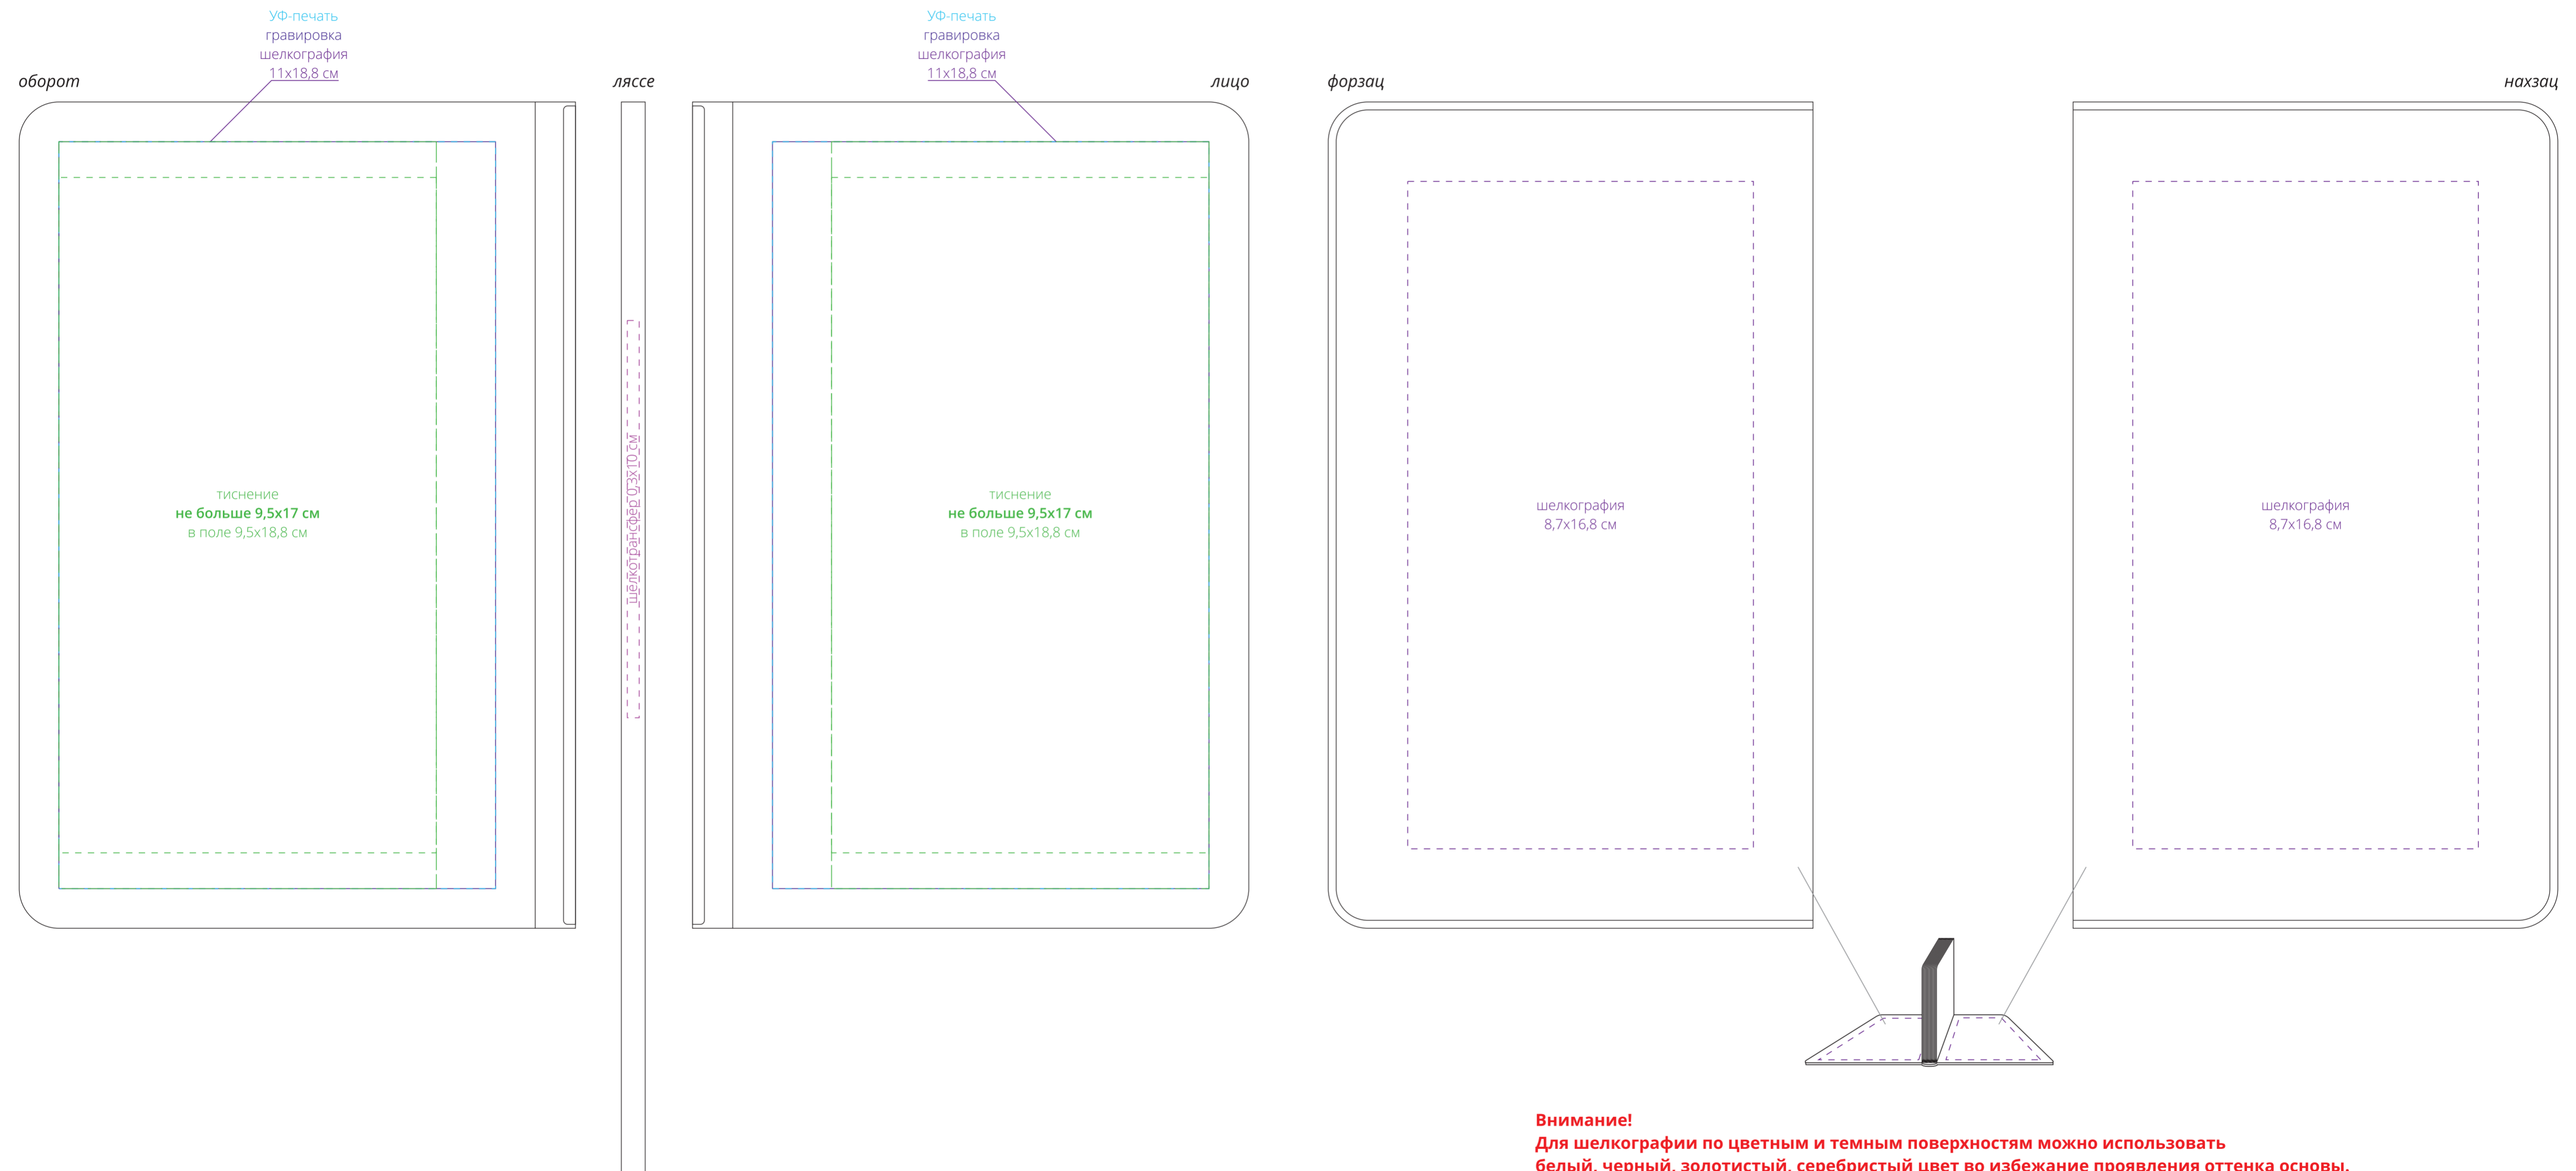 УФ-печать
гравировка
шелкография
11х18,8 см
УФ-печать
гравировка
шелкография
11х18,8 см
оборот
ляссе
лицо
форзац
нахзац
тиснение
не больше 9,5х17 см
в поле 9,5х18,8 см
шелкотрансфер 0,3х10 см
тиснение
не больше 9,5х17 см
в поле 9,5х18,8 см
шелкография
8,7х16,8 см
шелкография
8,7х16,8 см
Внимание!
Для шелкографии по цветным и темным поверхностям можно использовать
белый, черный, золотистый, серебристый цвет во избежание проявления оттенка основы.